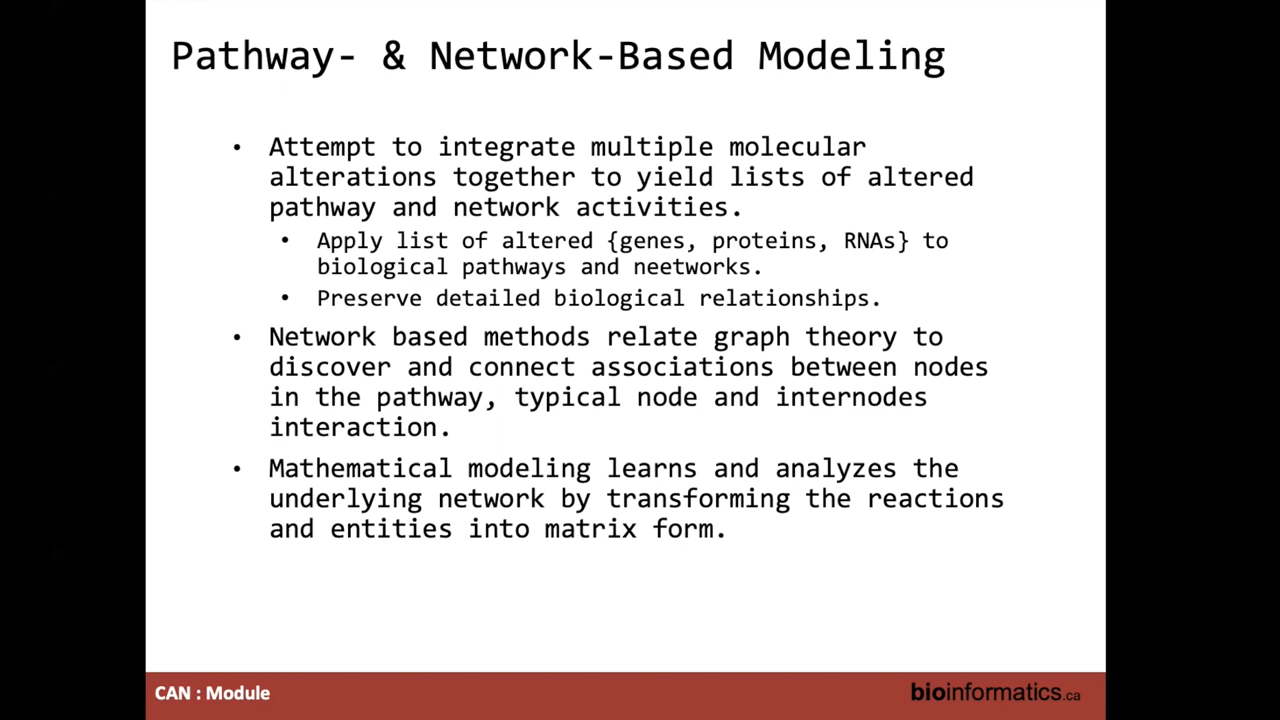 Pathway- & Network-Based Modeling
• Attempt to integrate multiple molecular
alterations together to yield lists of altered
pathway and network activities.
• Apply list of altered {genes, proteins, RNAs} to
biological pathways and neetworks.
• Preserve detailed biological relationships.
• Network based methods relate graph theory to
discover and connect associations between nodes
in the pathway, typical node and internodes
interaction.
• Mathematical modeling learns and analyzes the
underlying network by transforming the reactions
and entities into matrix form.
CAN : Module
bioinformatics.ca